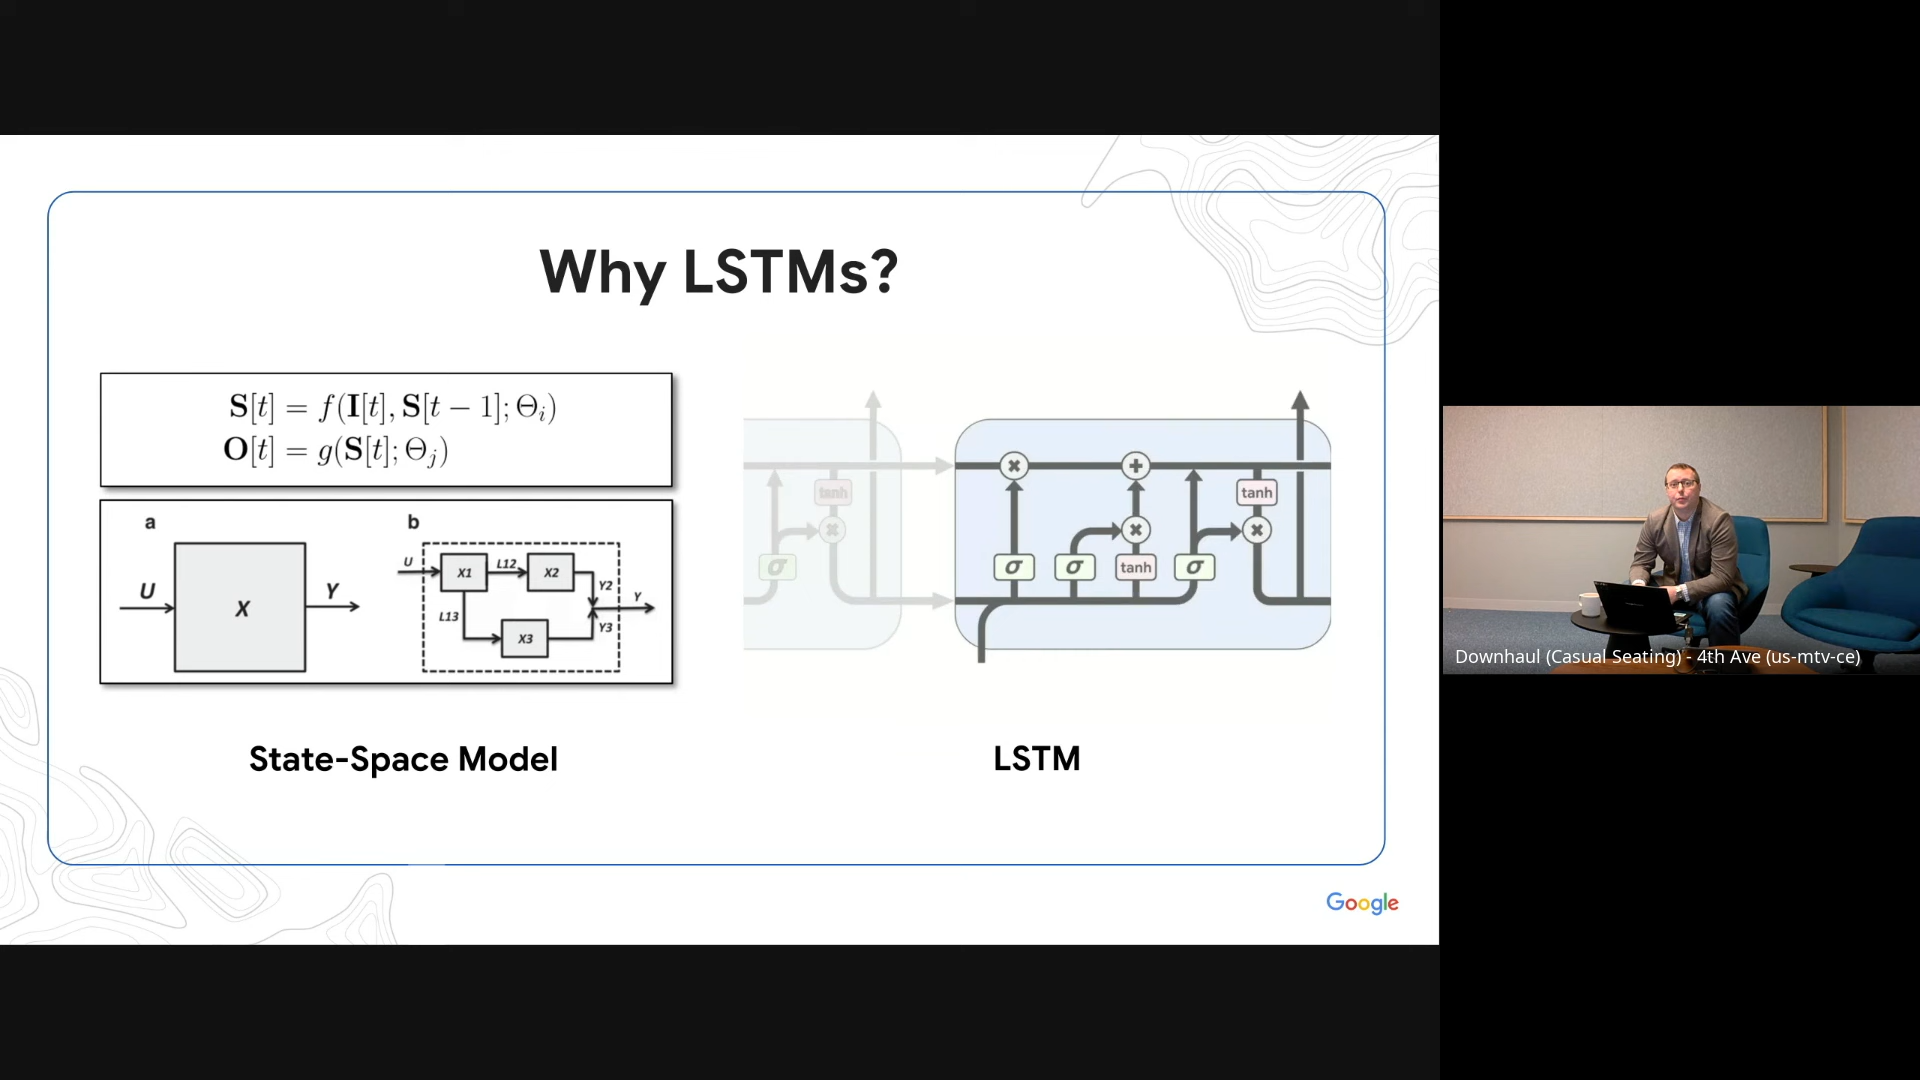 Why LSTMs?
S[t] = f(I[t], S[t − 1]; Θi)
O[t] = g(S[t]; Θj)
a
b
U
X
Y
U
X1
L12
X2
Y2
Y
L13
X3
Y3
tanh
σ
tanh
σ
σ
tanh
σ
State-Space Model
LSTM
Google
Downhaul (Casual Seating) - 4th Ave (us-mtv-ce)